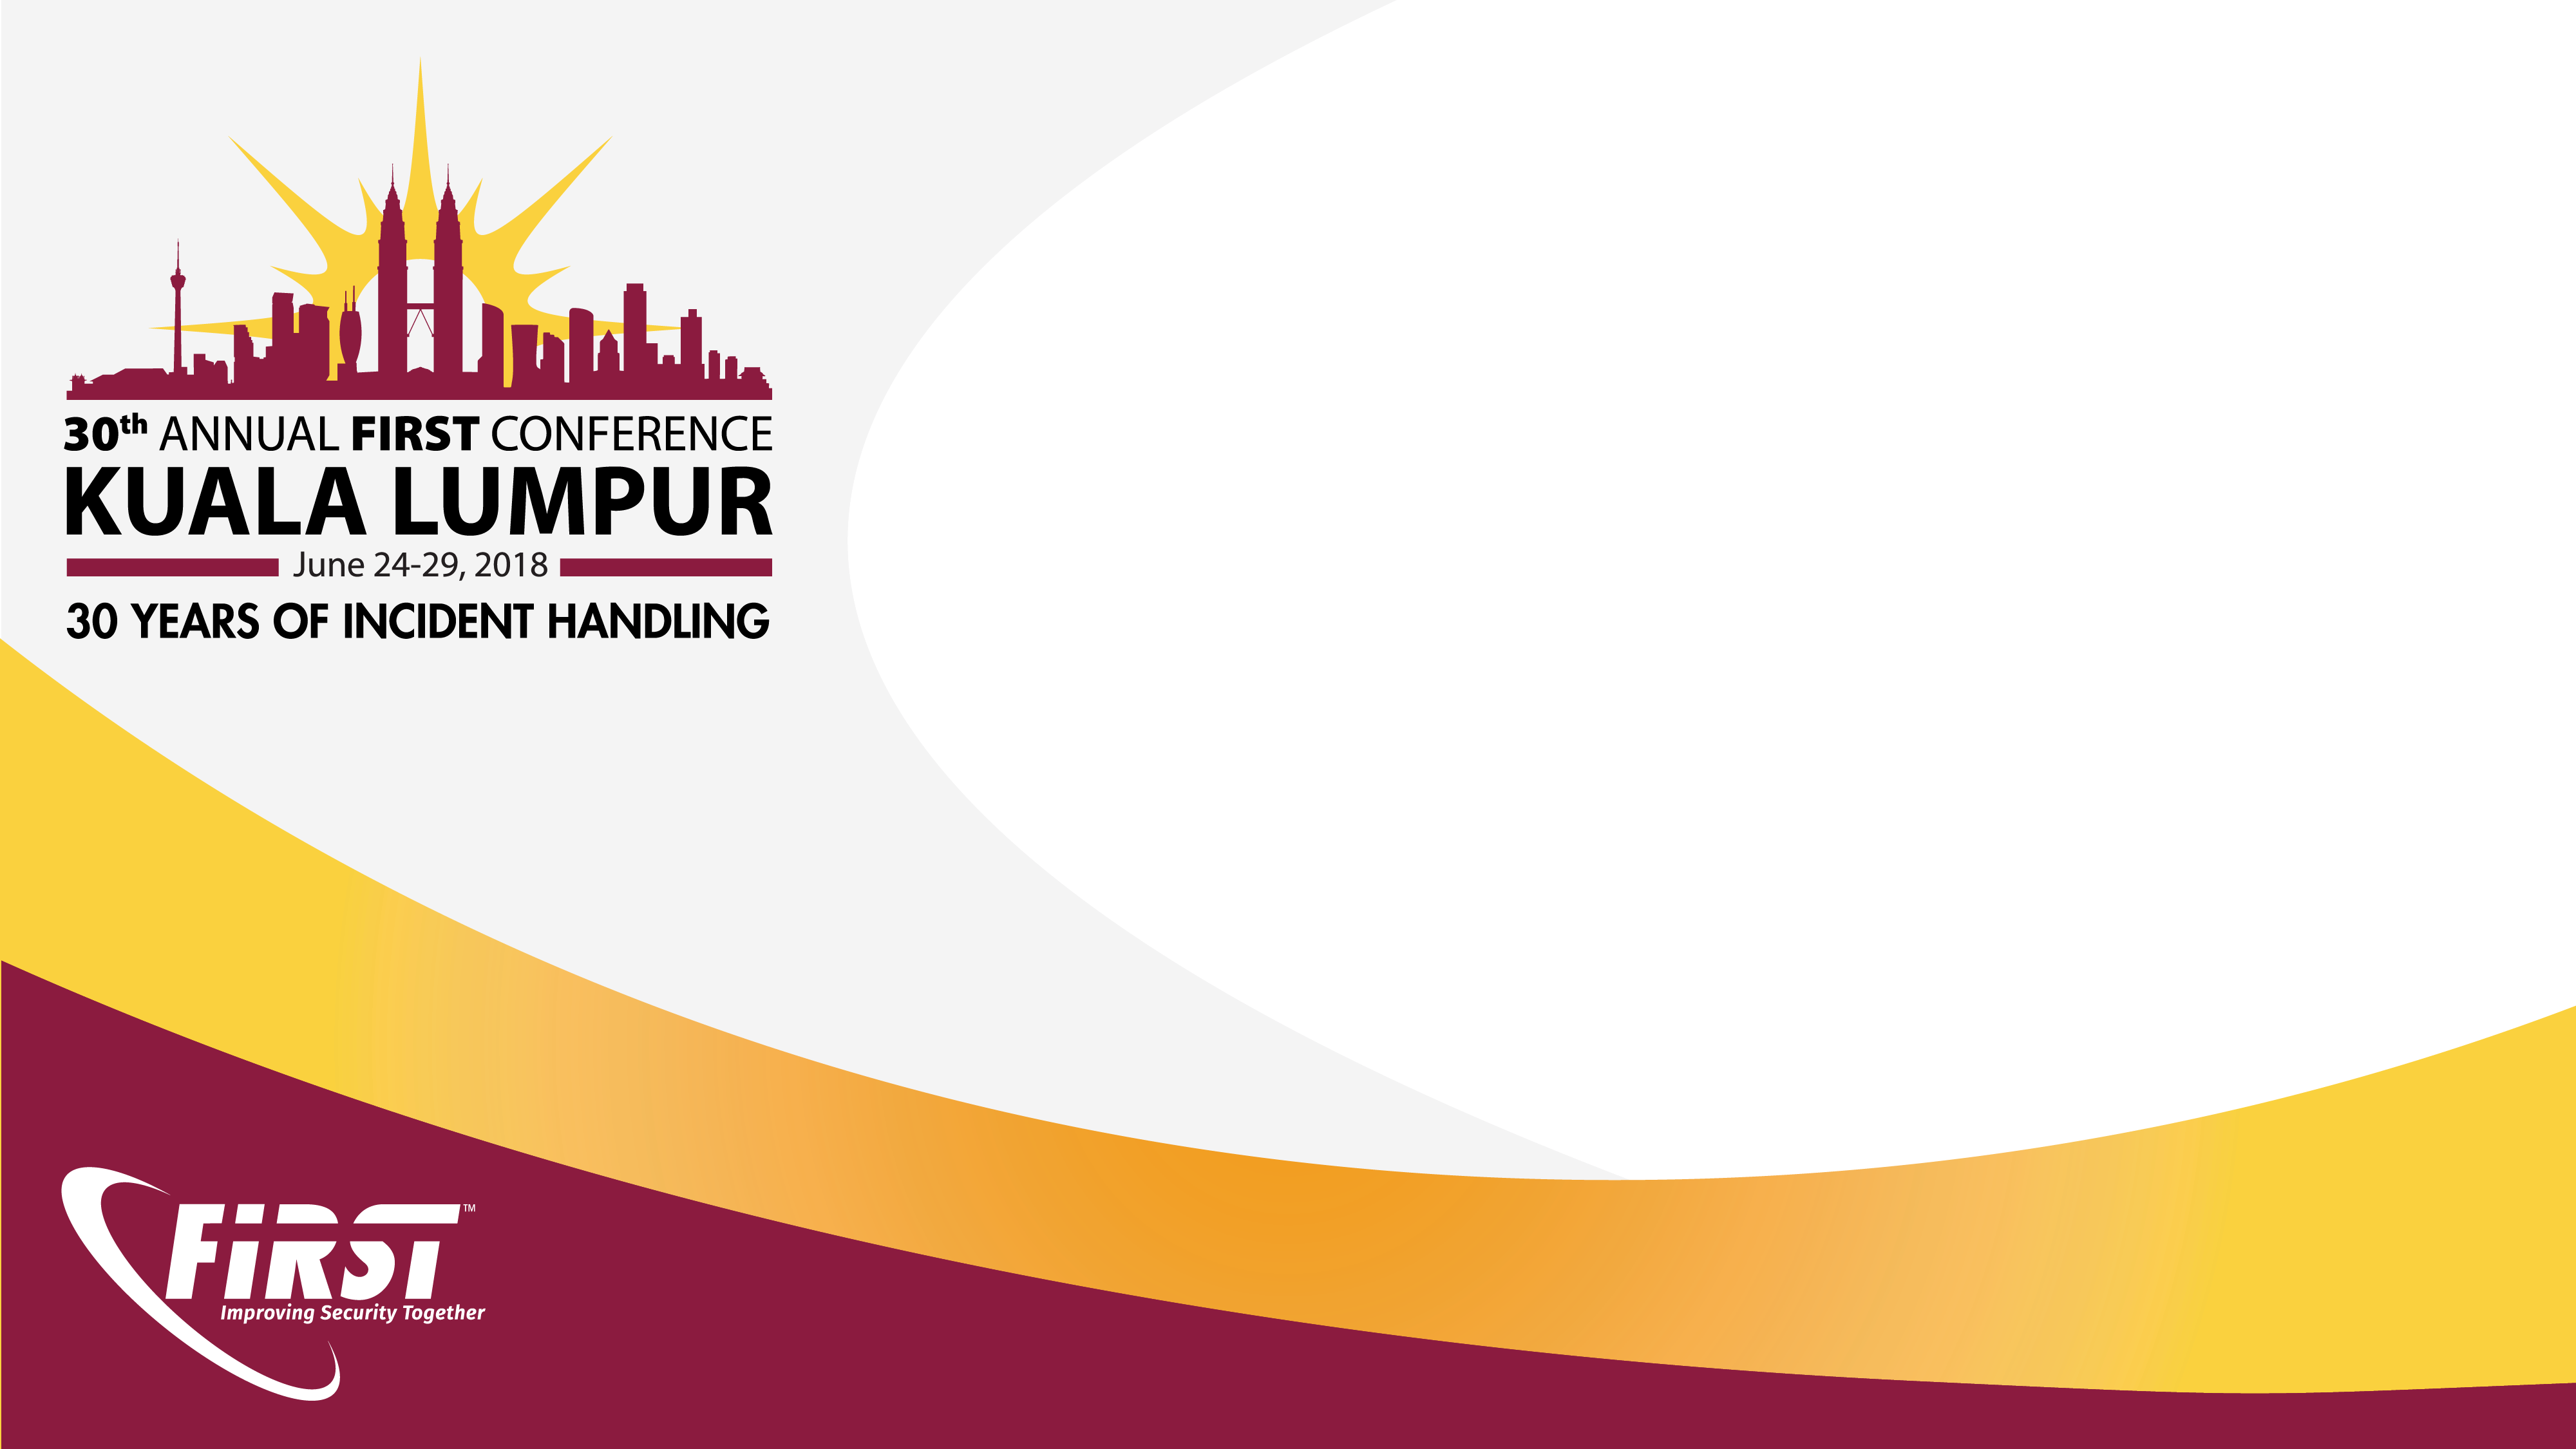 30th ANNUAL FIRST CONFERENCE
KUALA LUMPUR
June 24-29, 2018
30 YEARS OF INCIDENT HANDLING
FiRST™
Improving Security Together